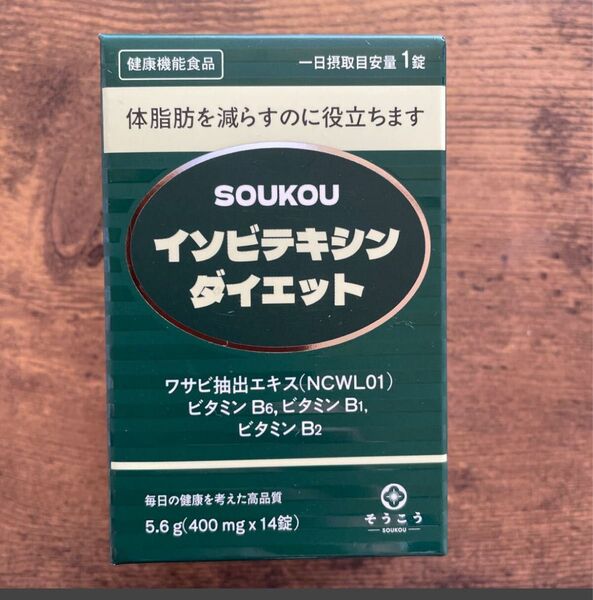 健康機能食品
一日摂取目安量 1錠
体脂肪を減らすのに役立ちます
SOUKOU
イソビテキシン
ダイエット
ワサビ抽出エキス(NCWL01)
ビタミン B6, ビタミン B1,
ビタミン B2
毎日の健康を考えた高品質
5.6 g(400 mg x 14錠)
そうこう
SOUKOU